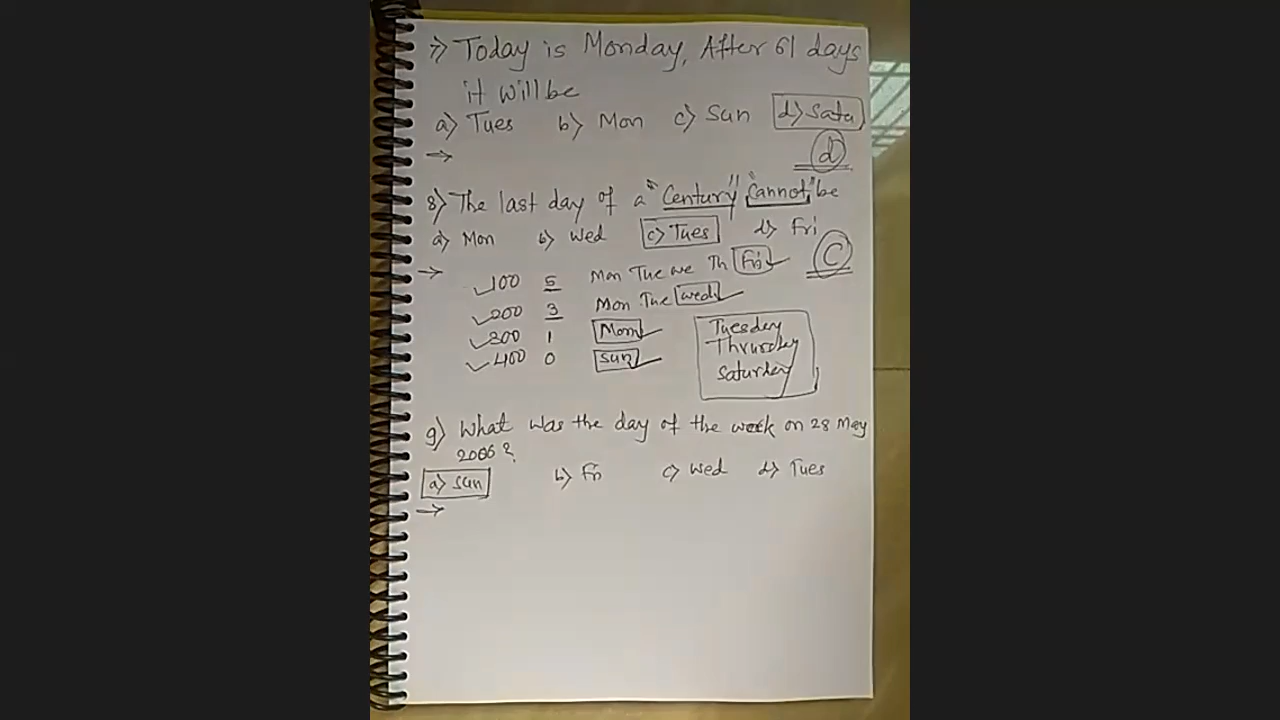 7) Today is Monday, After 61 days
it will be
a) Tues b) Mon c) Sun d) Satu
→ d
8) The last day of a "Century" "Cannot" be
a) Mon b) Wed c) Tues d) Fri
→ C
100 5 Mon Tue we Th Fri
200 3 Mon Tue wed
300 1 Mon
400 0 sun
Tuesday
Thrursday
Saturday
9) What was the day of the week on 28 May
2006?
a) sun b) Fri c) Wed d) Tues
→